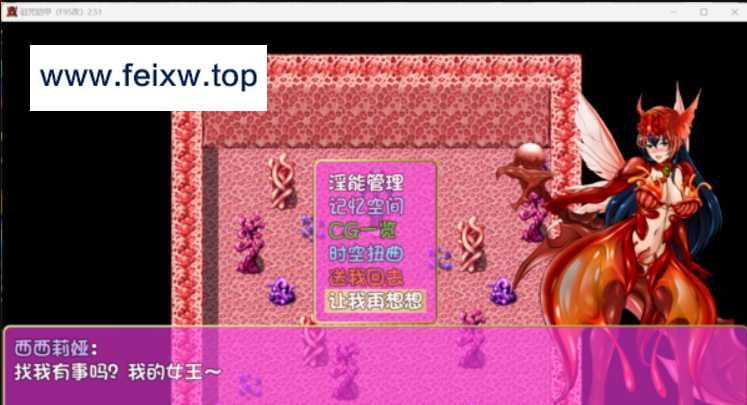 www.feixw.top
淫能管理
记忆空间
CG一览
时空扭曲
送我回去
让我再想想
西西莉娅:
找我有事吗? 我的女王～